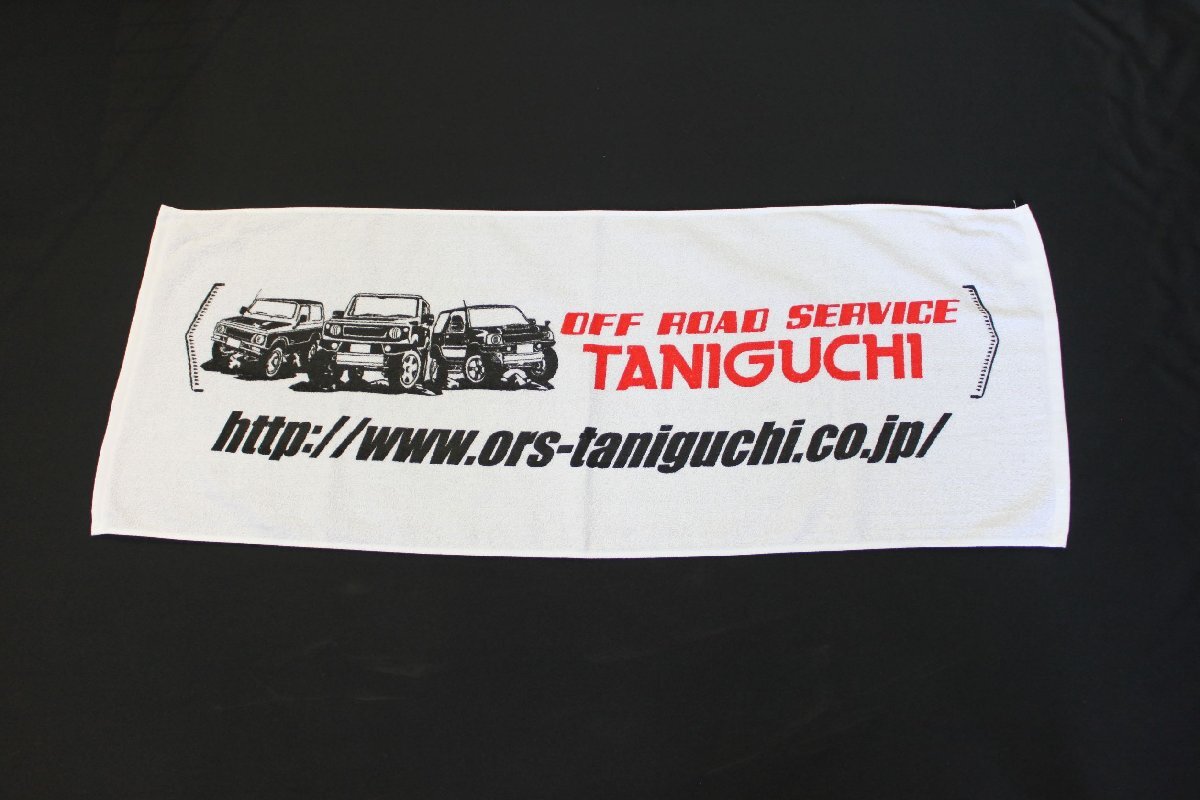 OFF ROAD SERVICE
TANIGUCHI
http://www.ors-taniguchi.co.jp/